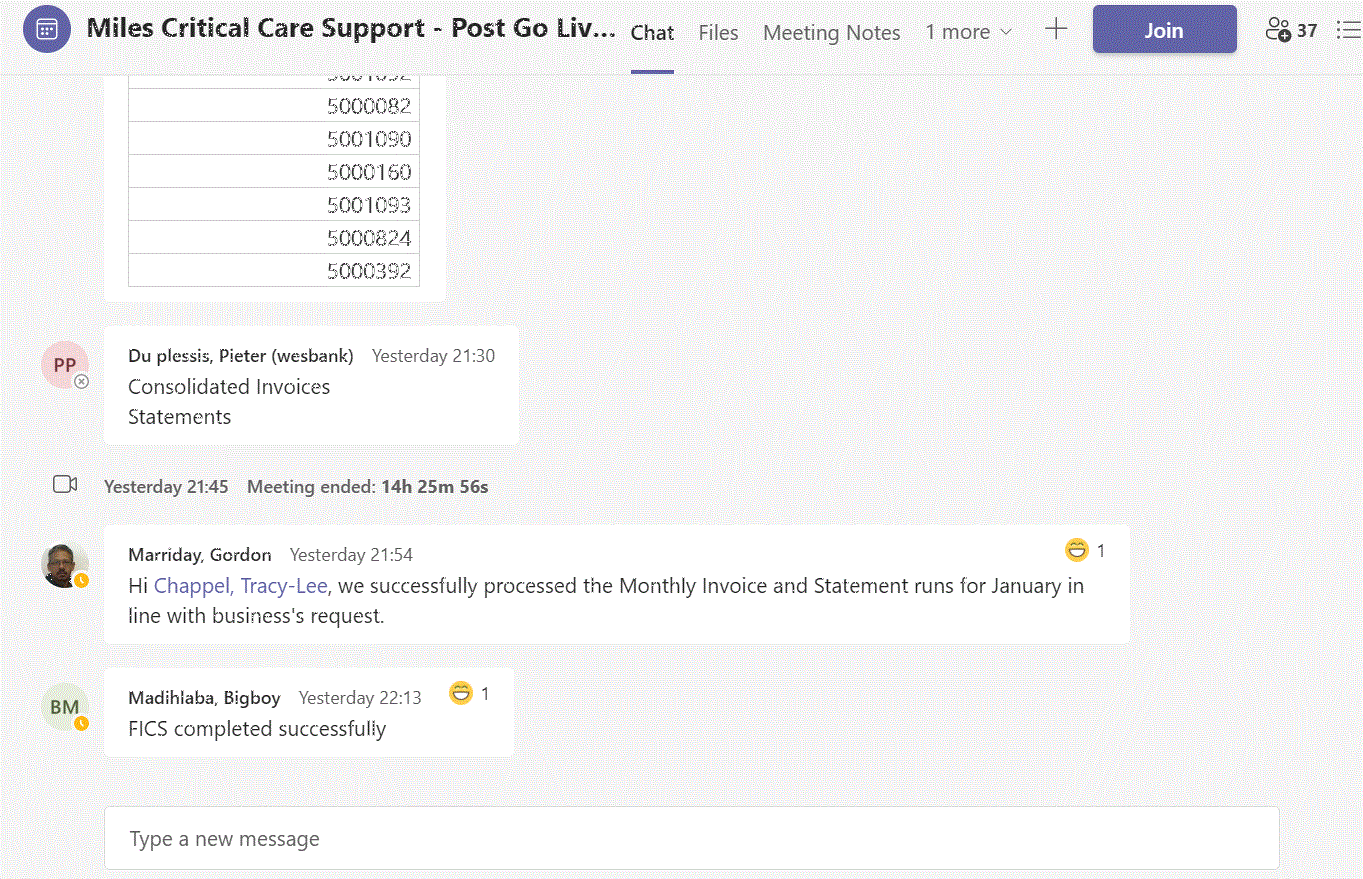 Miles Critical Care Support - Post Go Liv...
Chat
Files
Meeting Notes
1 more
Join
37
5001092
5000082
5001090
5000160
5001093
5000824
5000392
PP
Du plessis, Pieter (wesbank) Yesterday 21:30
Consolidated Invoices
Statements
Yesterday 21:45 Meeting ended: 14h 25m 56s
Marriday, Gordon Yesterday 21:54
1
Hi Chappel, Tracy-Lee, we successfully processed the Monthly Invoice and Statement runs for January in
line with business's request.
BM
Madihlaba, Bigboy Yesterday 22:13
1
FICS completed successfully
Type a new message